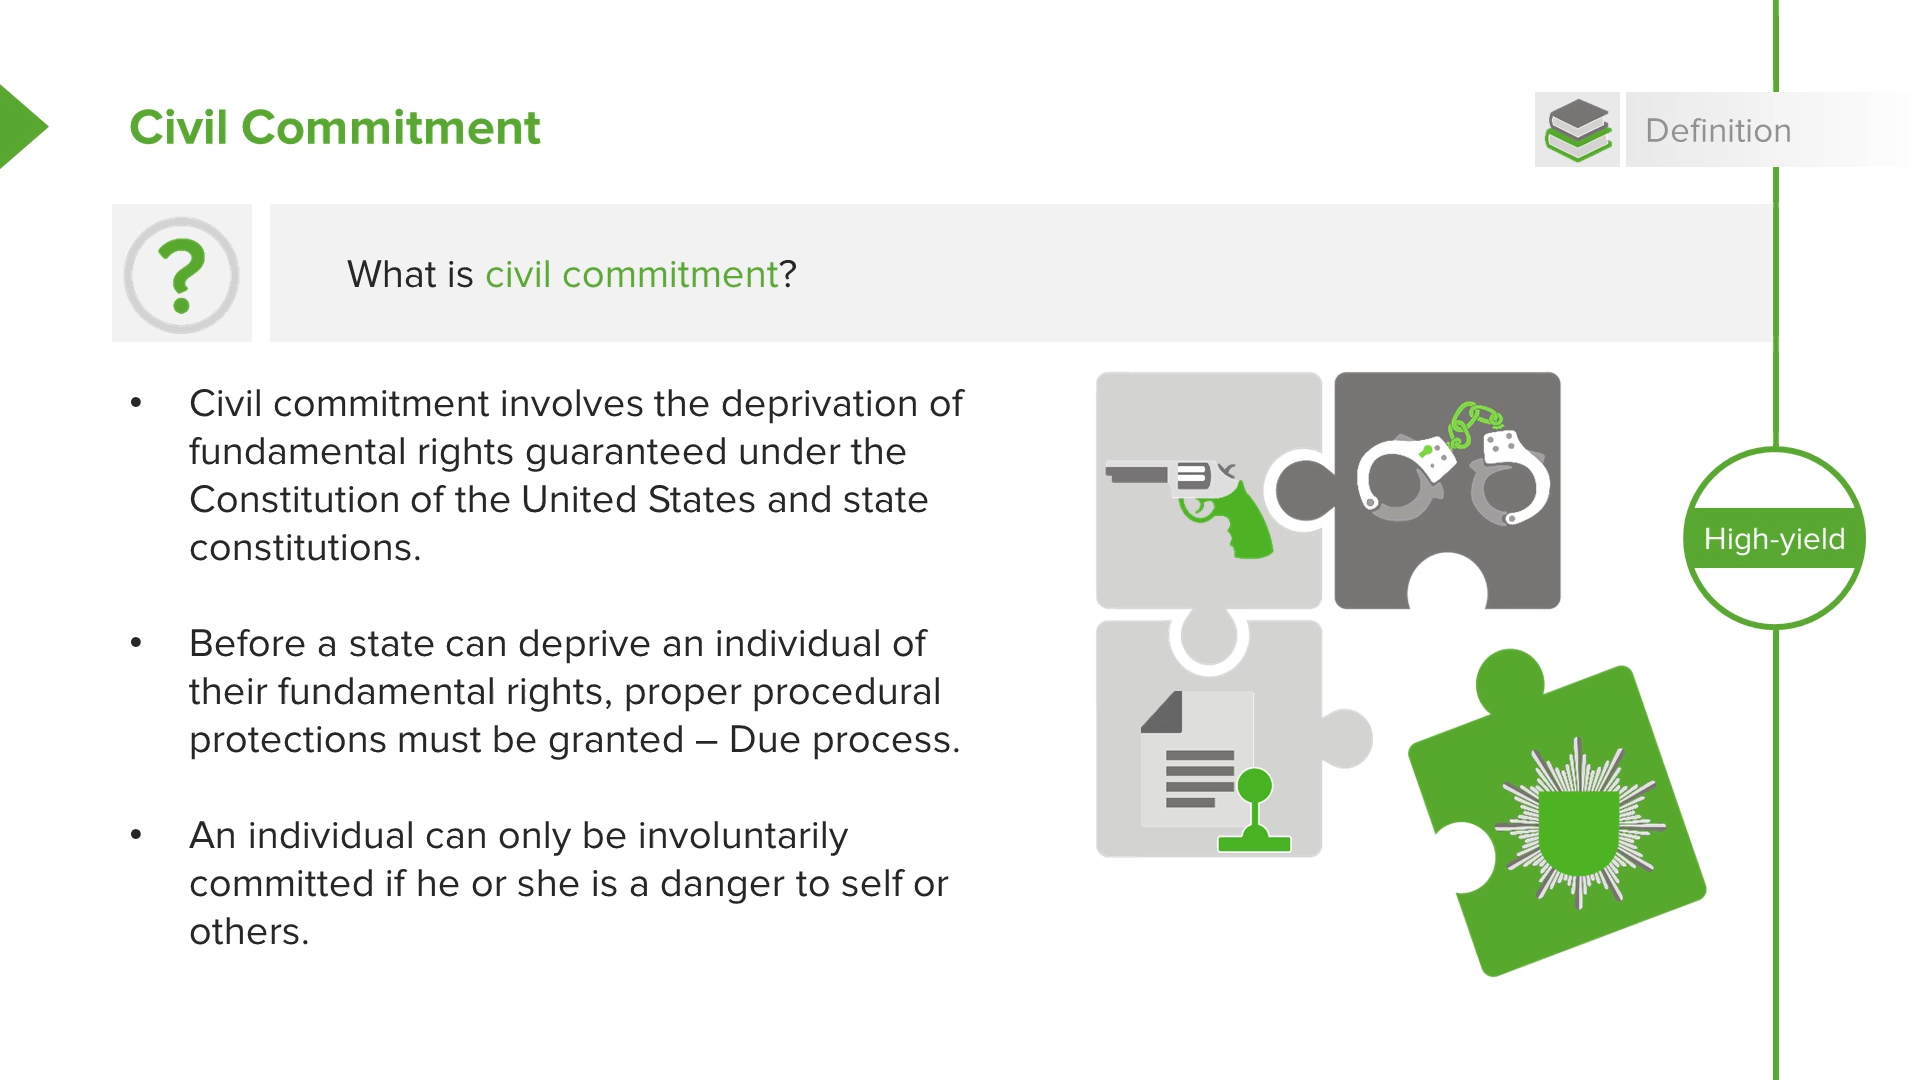 Civil Commitment
Definition
What is civil commitment?
• Civil commitment involves the deprivation of
fundamental rights guaranteed under the
Constitution of the United States and state
constitutions.
• Before a state can deprive an individual of
their fundamental rights, proper procedural
protections must be granted – Due process.
• An individual can only be involuntarily
committed if he or she is a danger to self or
others.
High-yield